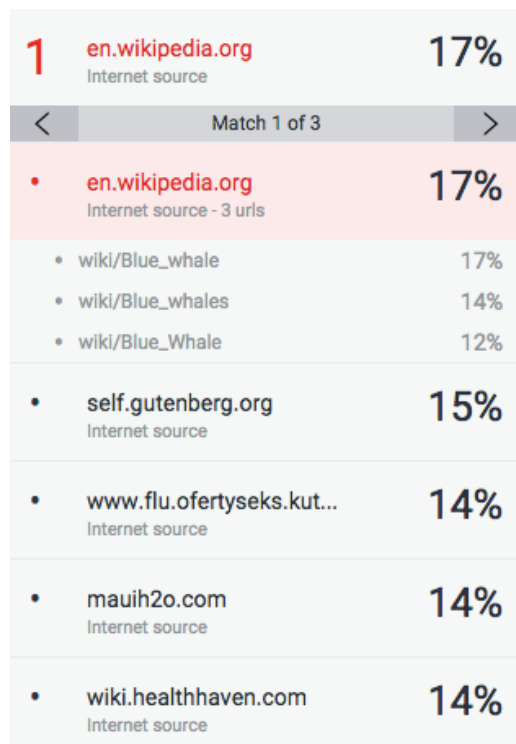 1 en.wikipedia.org 17%
Internet source
< Match 1 of 3 >
• en.wikipedia.org 17%
Internet source - 3 urls
• wiki/Blue_whale 17%
• wiki/Blue_whales 14%
• wiki/Blue_Whale 12%
• self.gutenberg.org 15%
Internet source
• www.flu.ofertyseks.kut... 14%
Internet source
• mauih2o.com 14%
Internet source
• wiki.healthhaven.com 14%
Internet source